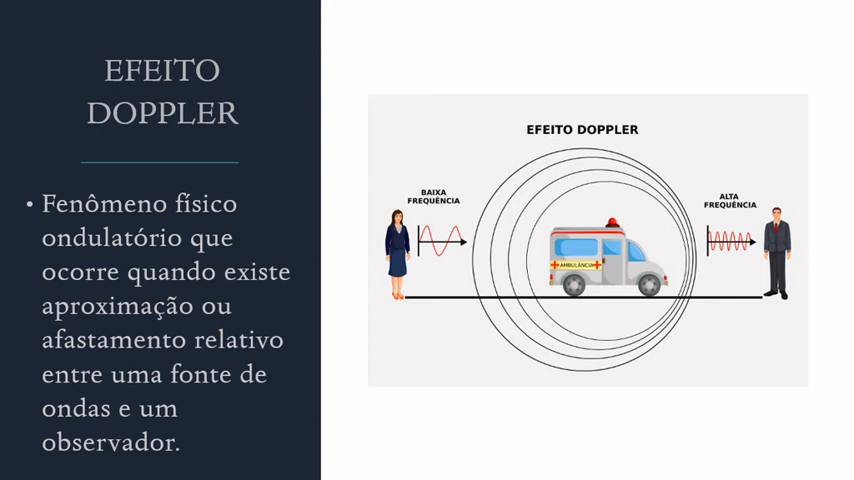 EFEITO
DOPPLER
• Fenômeno físico
ondulatório que
ocorre quando existe
aproximação ou
afastamento relativo
entre uma fonte de
ondas e um
observador.
EFEITO DOPPLER
BAIXA
FREQUÊNCIA
ALTA
FREQUÊNCIA
AMBULÂNCIA